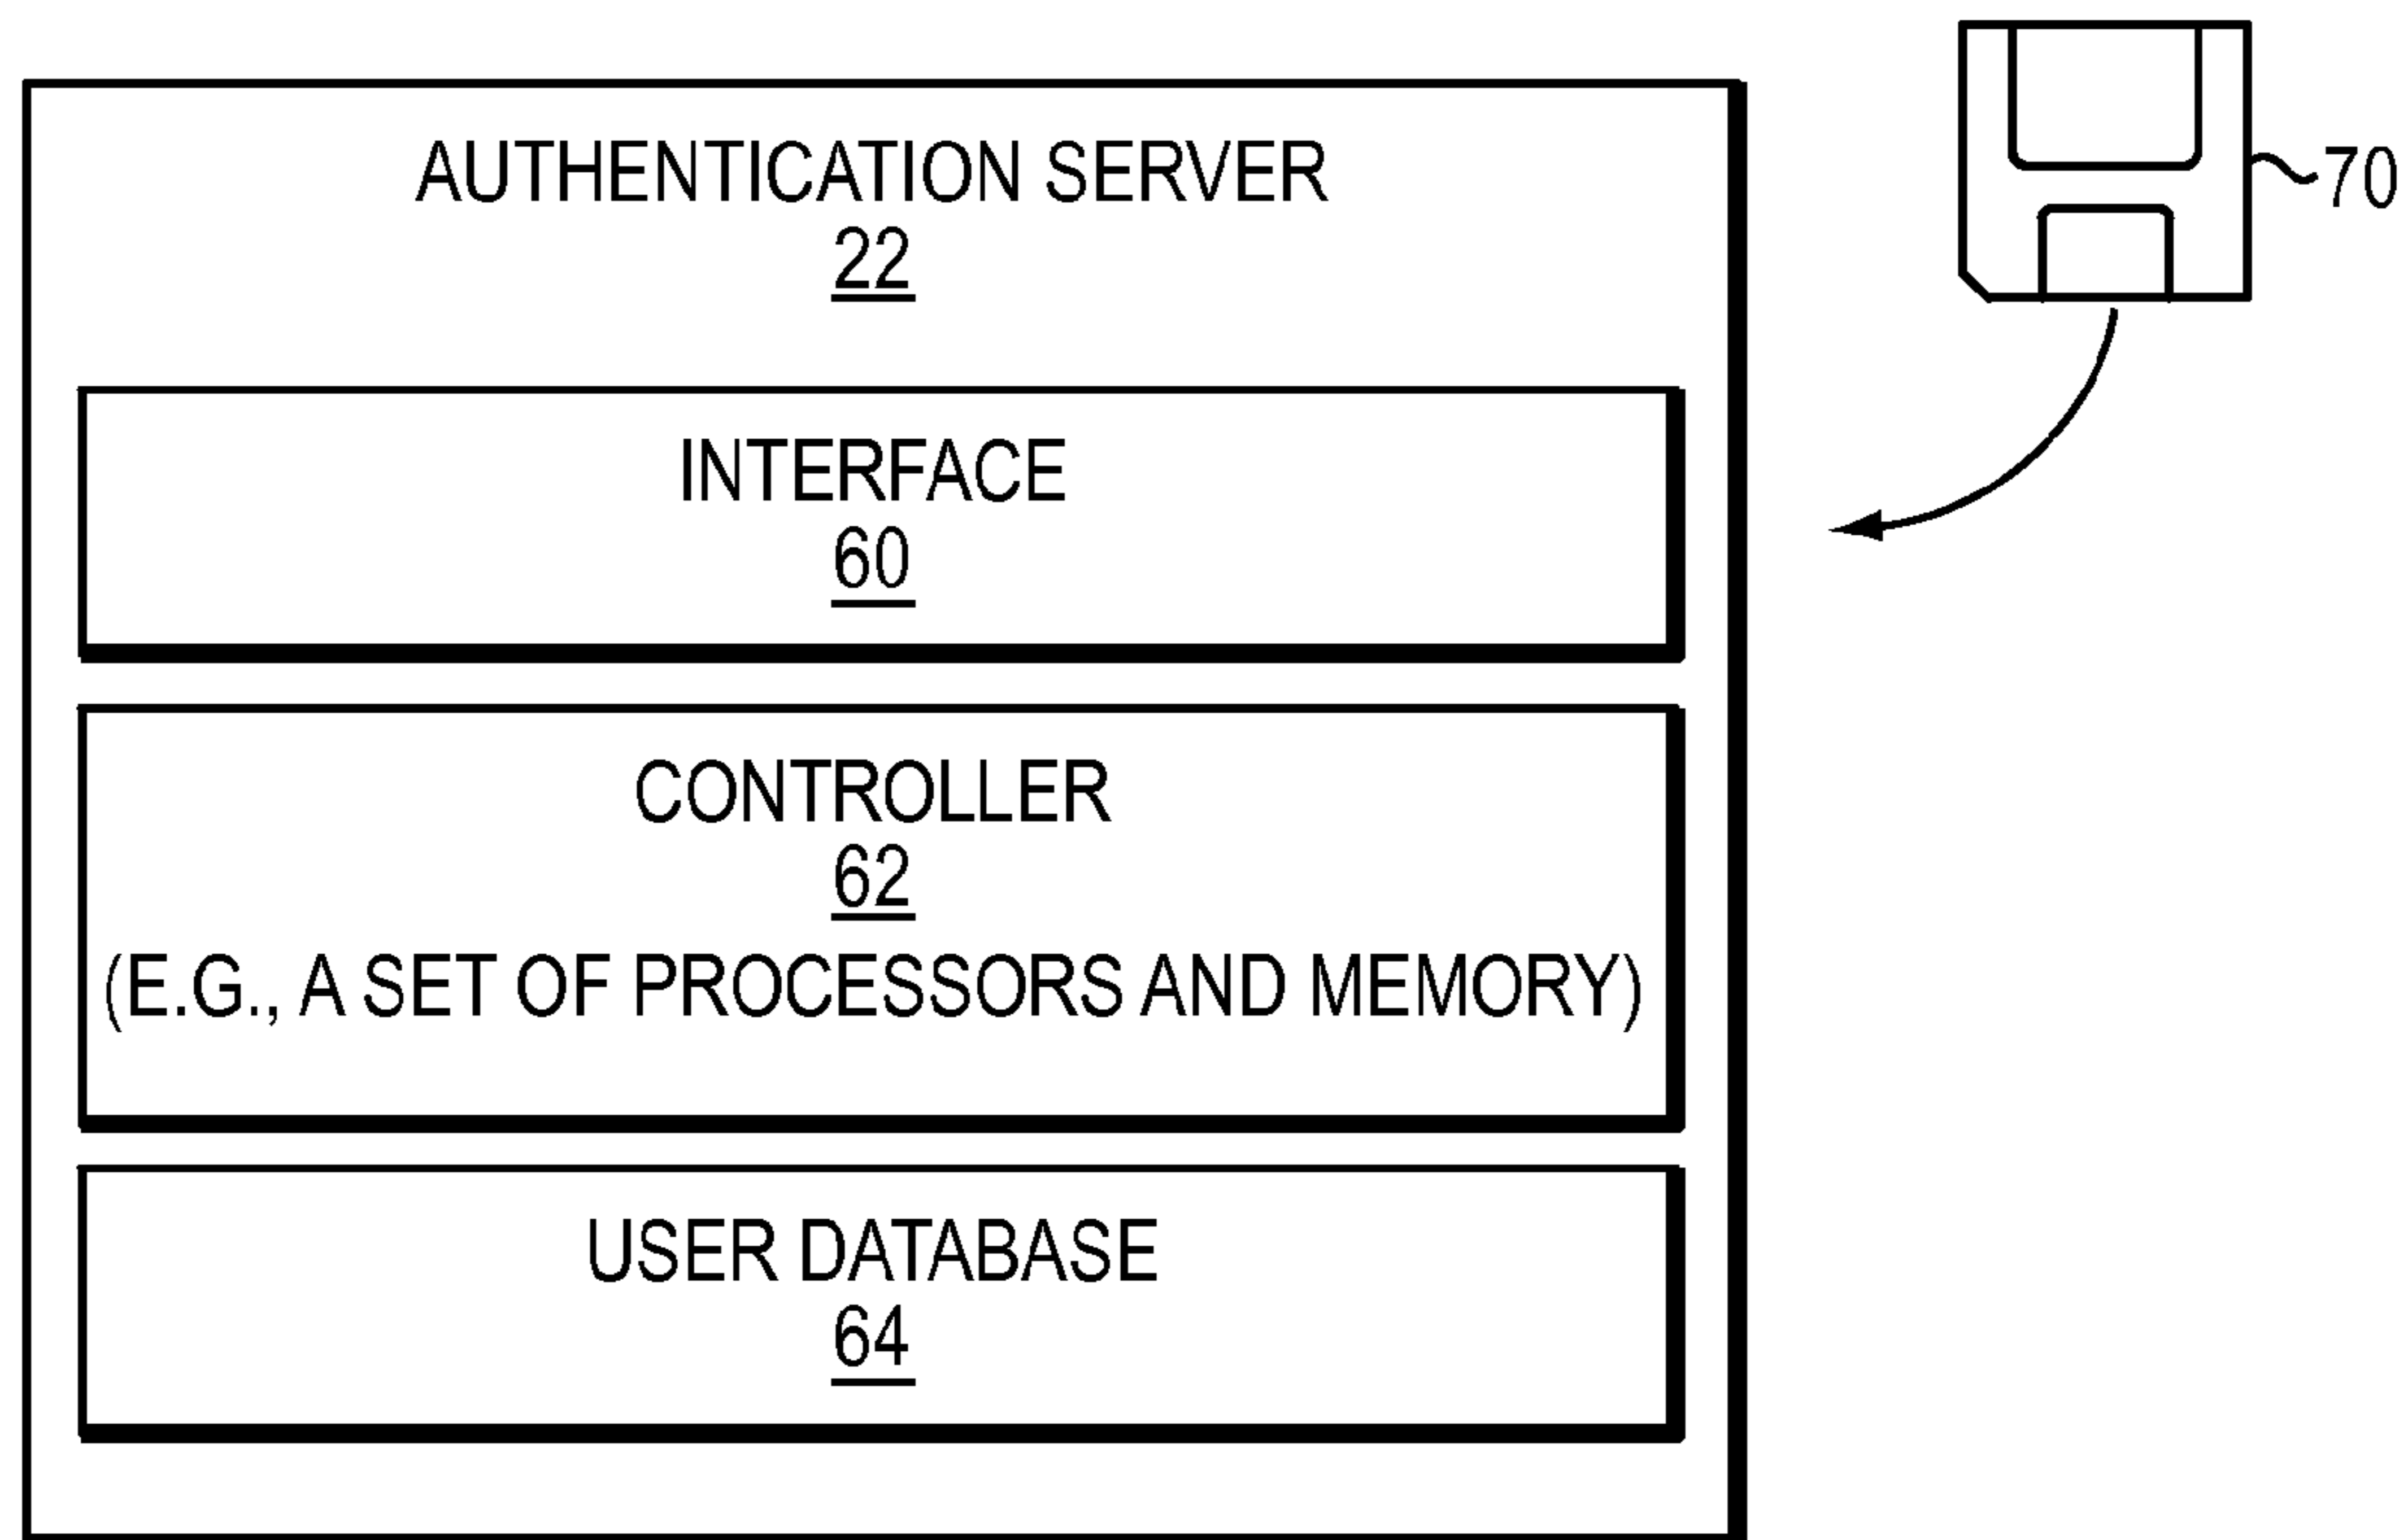 AUTHENTICATION SERVER
22
70
INTERFACE
60
CONTROLLER
62
(E.G., A SET OF PROCESSORS AND MEMORY)
USER DATABASE
64